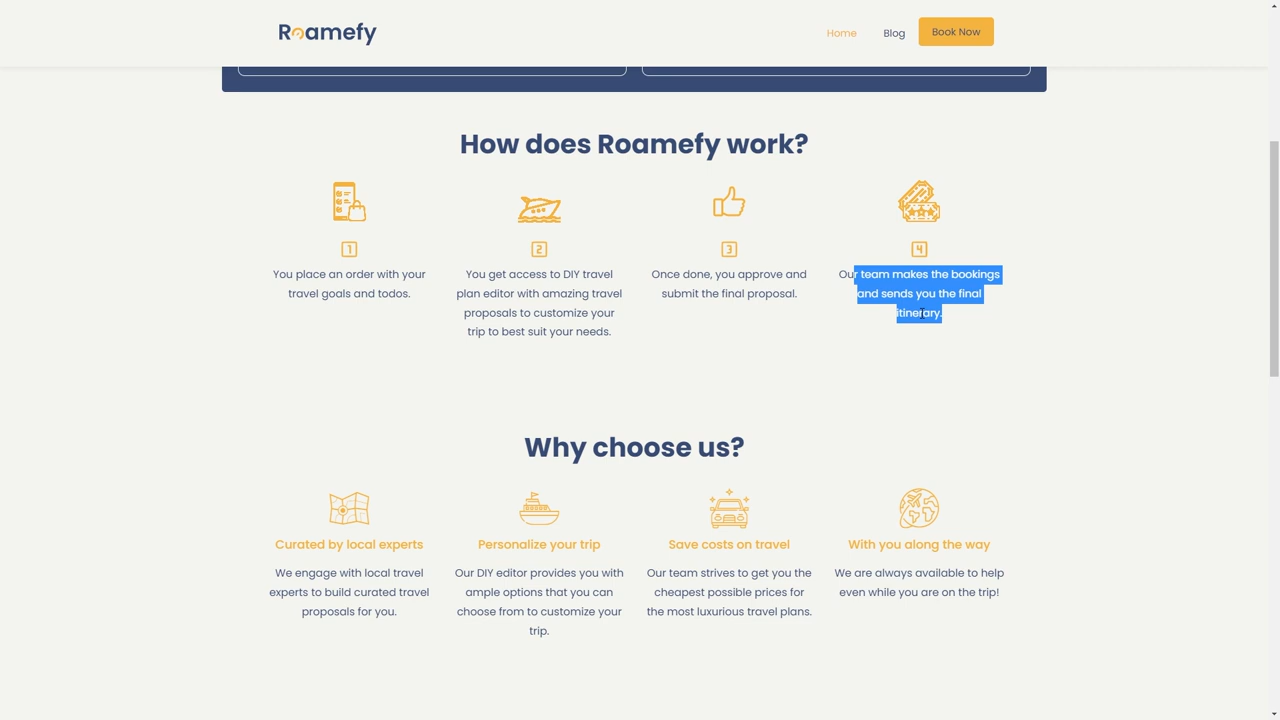 Roamefy
Home
Blog
Book Now
How does Roamefy work?
1
You place an order with your
travel goals and todos.
2
You get access to DIY travel
plan editor with amazing travel
proposals to customize your
trip to best suit your needs.
3
Once done, you approve and
submit the final proposal.
4
Our team makes the bookings
and sends you the final
itinerary.
Why choose us?
Curated by local experts
We engage with local travel
experts to build curated travel
proposals for you.
Personalize your trip
Our DIY editor provides you with
ample options that you can
choose from to customize your
trip.
Save costs on travel
Our team strives to get you the
cheapest possible prices for
the most luxurious travel plans.
With you along the way
We are always available to help
even while you are on the trip!